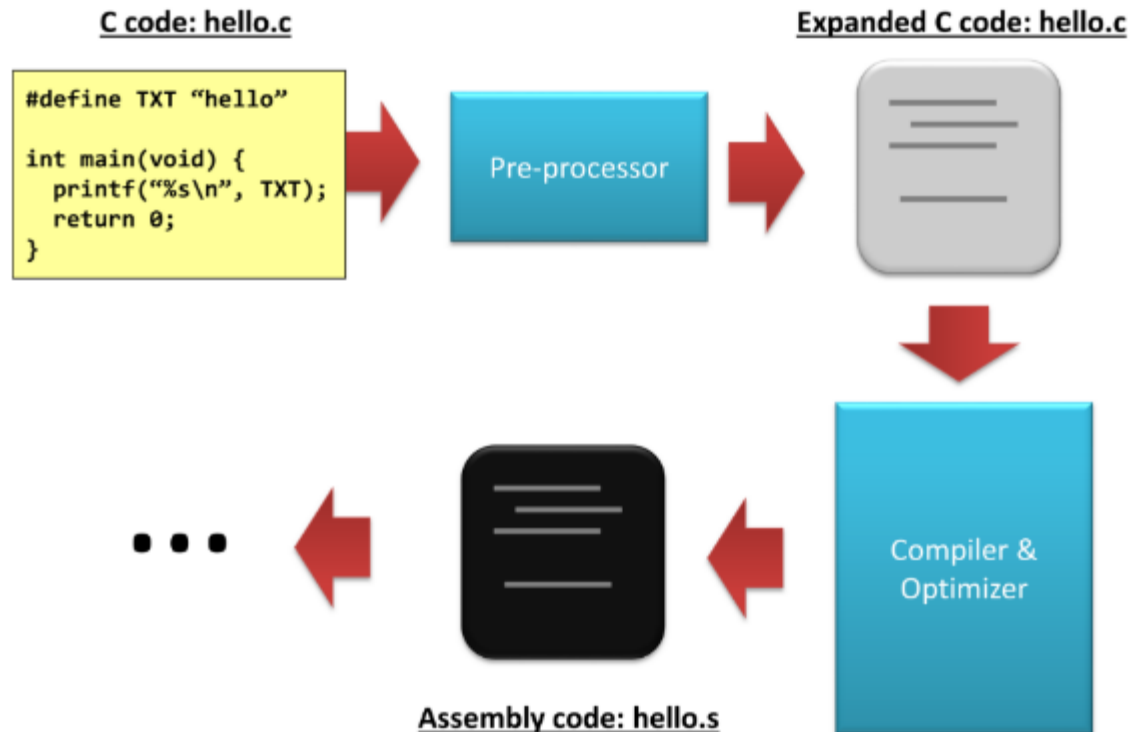 C code: hello.c
Expanded C code: hello.c
#define TXT “hello”
int main(void) {
  printf(“%s\n”, TXT);
  return 0;
}
Pre-processor
Compiler &
Optimizer
Assembly code: hello.s